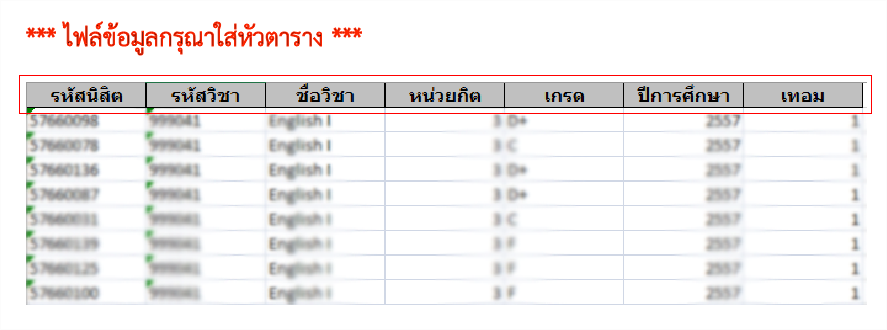 *** ไฟล์ข้อมูลกรุณาใส่หัวตาราง ***
รหัสนิสิต รหัสวิชา ชื่อวิชา หน่วยกิต เกรด ปีการศึกษา เทอม
57660098 999041 English I 3 D+ 2557 1
57660078 999041 English I 3 C 2557 1
57660136 999041 English I 3 D+ 2557 1
57660087 999041 English I 3 D+ 2557 1
57660031 999041 English I 3 C 2557 1
57660139 999041 English I 3 F 2557 1
57660125 999041 English I 3 F 2557 1
57660100 999041 English I 3 F 2557 1